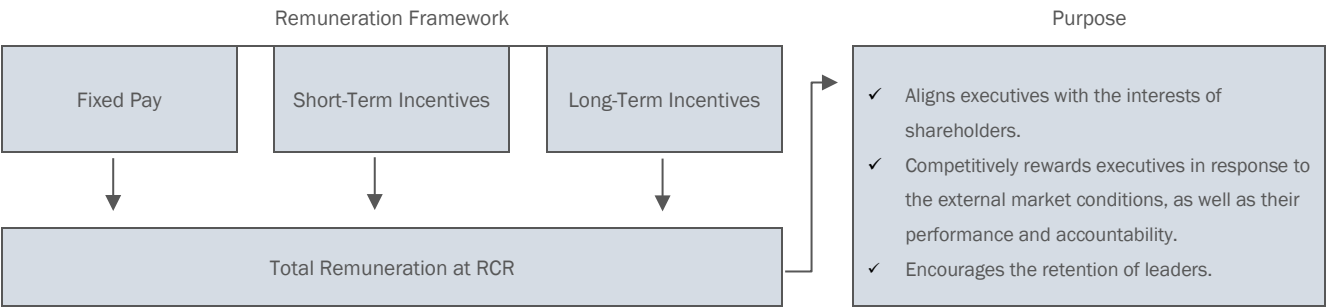 Remuneration Framework
Purpose
Fixed Pay
Short-Term Incentives
Long-Term Incentives
✓ Aligns executives with the interests of
shareholders.
✓ Competitively rewards executives in response to
the external market conditions, as well as their
performance and accountability.
✓ Encourages the retention of leaders.
Total Remuneration at RCR